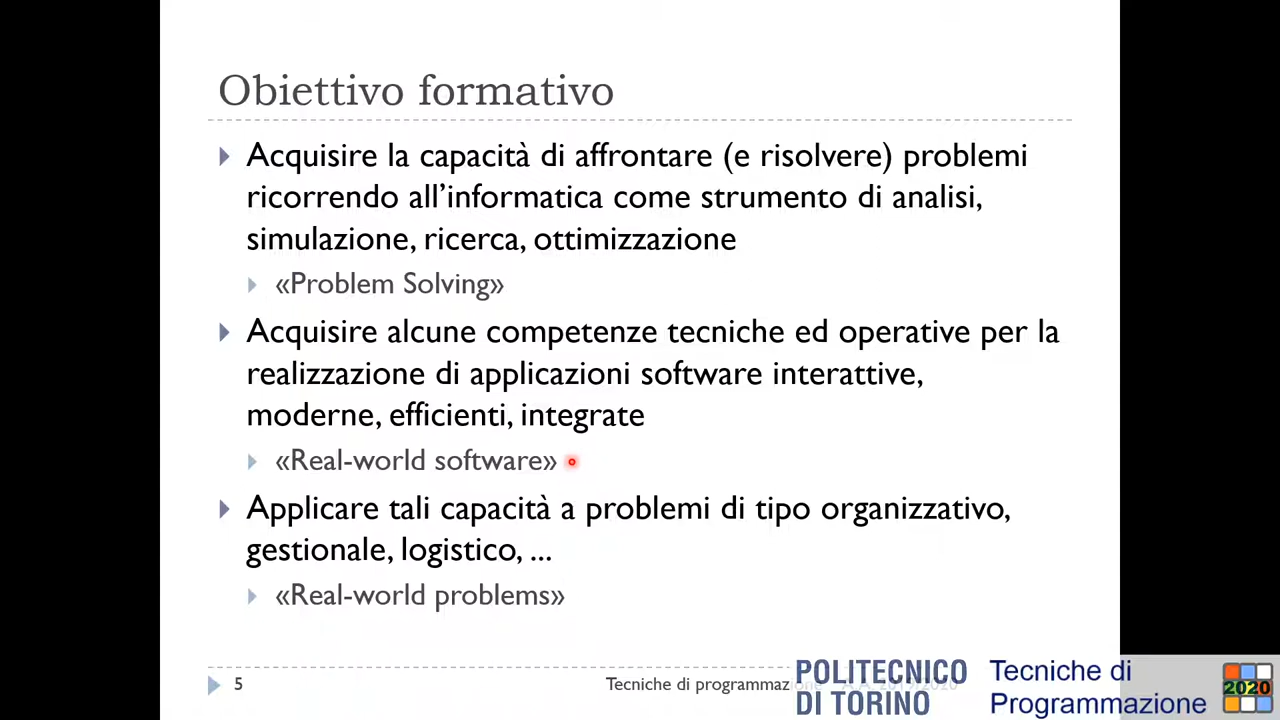 Obiettivo formativo
Acquisire la capacità di affrontare (e risolvere) problemi
ricorrendo all’informatica come strumento di analisi,
simulazione, ricerca, ottimizzazione
«Problem Solving»
Acquisire alcune competenze tecniche ed operative per la
realizzazione di applicazioni software interattive,
moderne, efficienti, integrate
«Real-world software»
Applicare tali capacità a problemi di tipo organizzativo,
gestionale, logistico, ...
«Real-world problems»
5
Tecniche di programmazione A.A. 2019/2020
POLITECNICO
DI TORINO
Tecniche di
Programmazione
2020